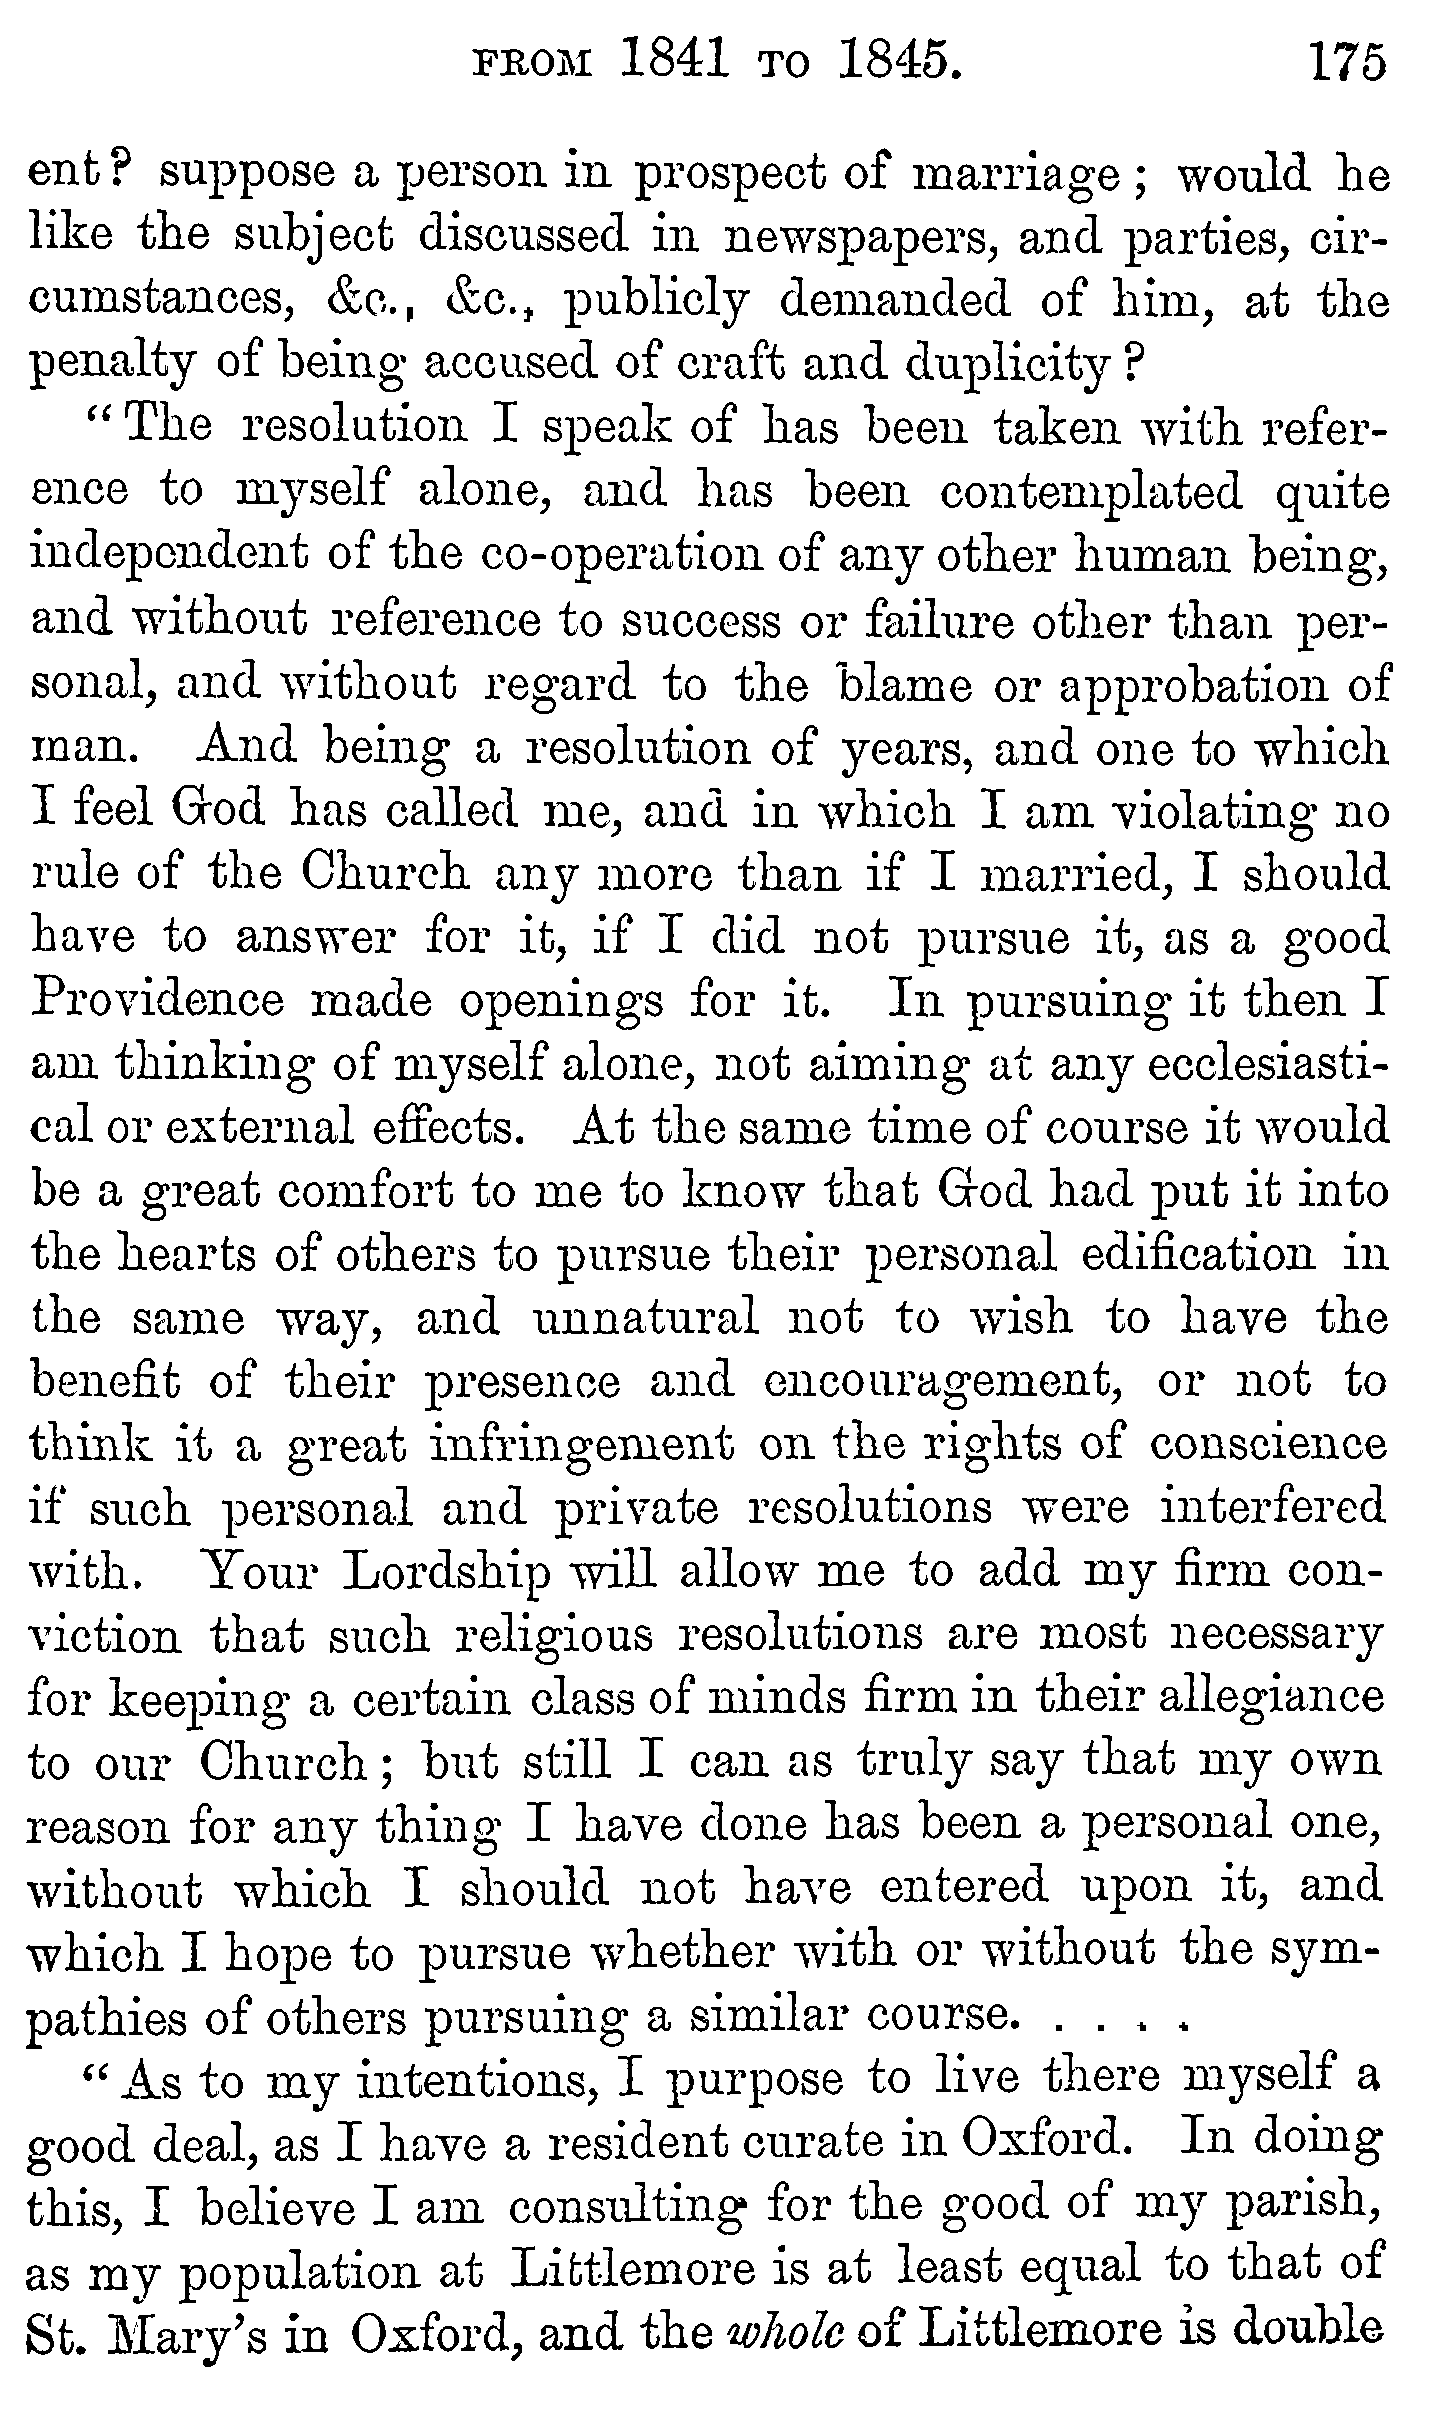 FROM 1841 TO 1845. 175
ent? suppose a person in prospect of marriage; would he
like the subject discussed in newspapers, and parties, cir-
cumstances, &c., &c., publicly demanded of him, at the
penalty of being accused of craft and duplicity?
"The resolution I speak of has been taken with refer-
ence to myself alone, and has been contemplated quite
independent of the co-operation of any other human being,
and without reference to success or failure other than per-
sonal, and without regard to the blame or approbation of
man. And being a resolution of years, and one to which
I feel God has called me, and in which I am violating no
rule of the Church any more than if I married, I should
have to answer for it, if I did not pursue it, as a good
Providence made openings for it. In pursuing it then I
am thinking of myself alone, not aiming at any ecclesiasti-
cal or external effects. At the same time of course it would
be a great comfort to me to know that God had put it into
the hearts of others to pursue their personal edification in
the same way, and unnatural not to wish to have the
benefit of their presence and encouragement, or not to
think it a great infringement on the rights of conscience
if such personal and private resolutions were interfered
with. Your Lordship will allow me to add my firm con-
viction that such religious resolutions are most necessary
for keeping a certain class of minds firm in their allegiance
to our Church; but still I can as truly say that my own
reason for any thing I have done has been a personal one,
without which I should not have entered upon it, and
which I hope to pursue whether with or without the sym-
pathies of others pursuing a similar course. . . . .
"As to my intentions, I purpose to live there myself a
good deal, as I have a resident curate in Oxford. In doing
this, I believe I am consulting for the good of my parish,
as my population at Littlemore is at least equal to that of
St. Mary's in Oxford, and the whole of Littlemore is double